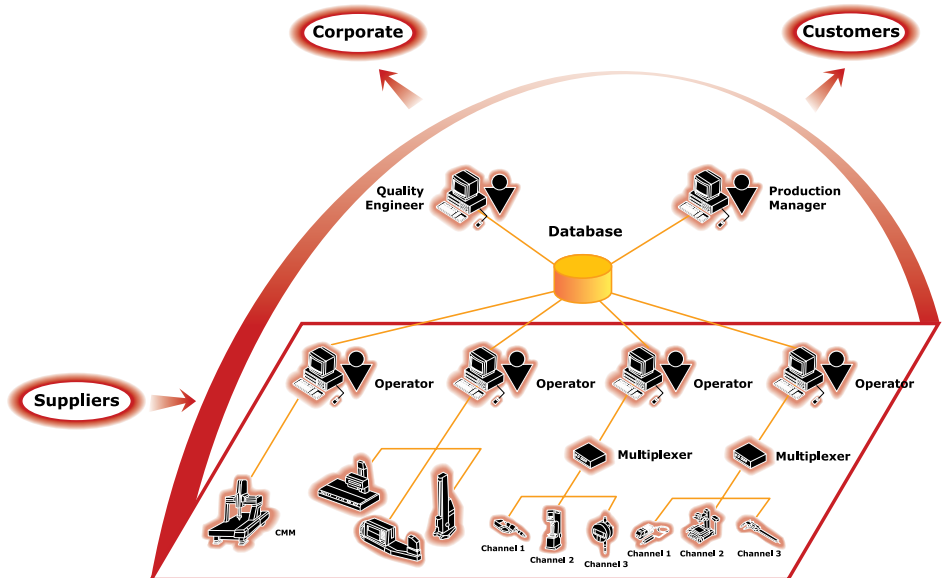 Corporate
Customers
Quality
Engineer
Production
Manager
Database
Operator
Operator
Operator
Operator
Suppliers
Multiplexer
Multiplexer
CMM
Channel 1
Channel 2
Channel 3
Channel 1
Channel 2
Channel 3